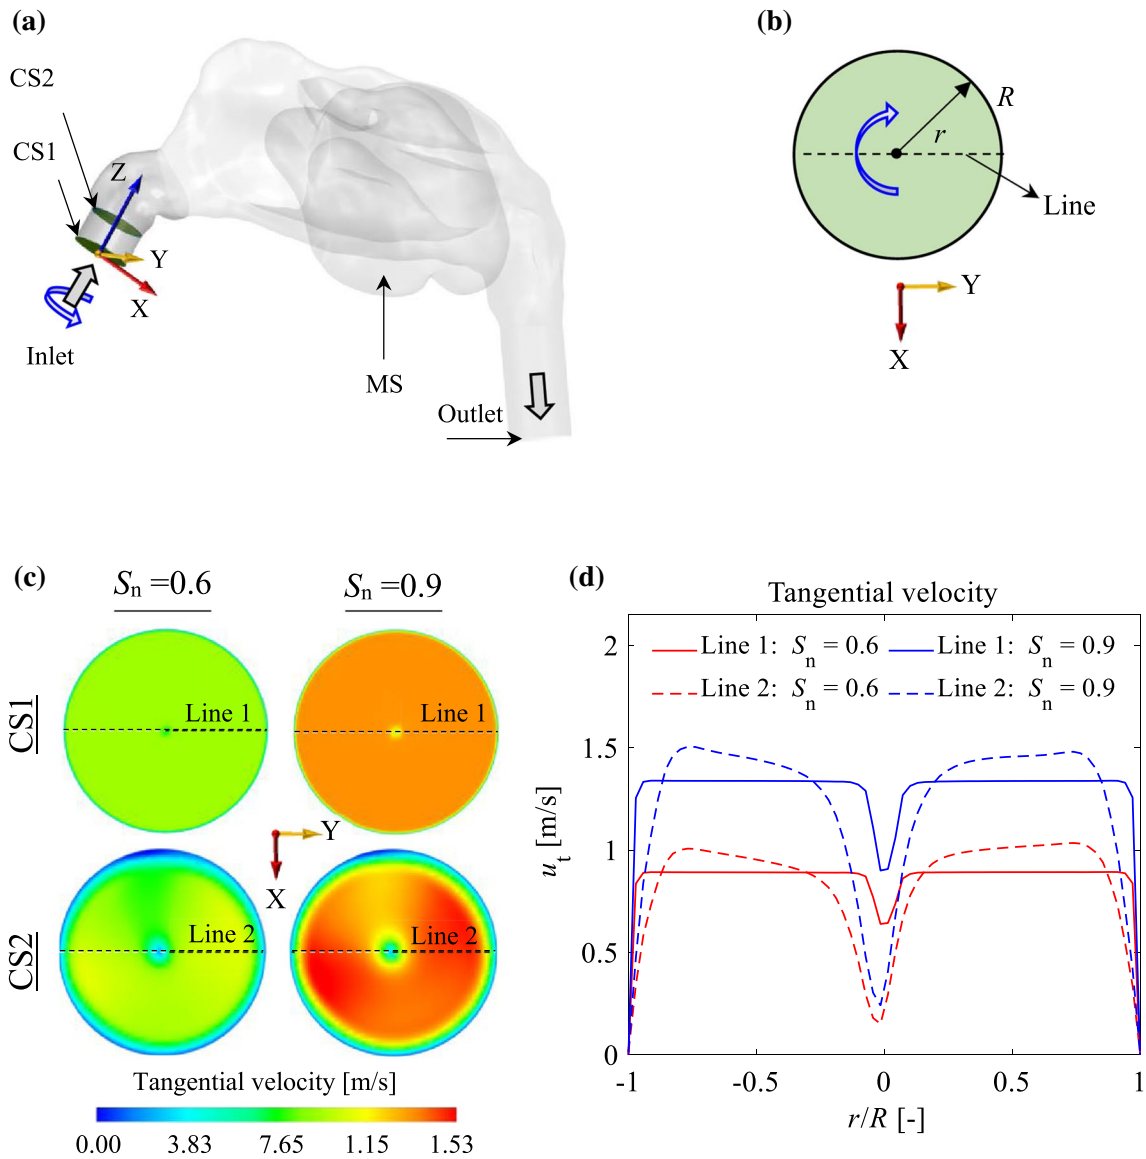 (a)
CS2
CS1
Z
Y
X
Inlet
MS
Outlet
(b)
R
r
Line
Y
X
(c)
Sn =0.6
Sn =0.9
CS1
Line 1
Line 1
Y
X
CS2
Line 2
Line 2
Tangential velocity [m/s]
0.00 3.83 7.65 1.15 1.53
(d)
Tangential velocity
Line 1: Sn = 0.6
Line 1: Sn = 0.9
Line 2: Sn = 0.6
Line 2: Sn = 0.9
2
1.5
1
0.5
0
ut [m/s]
-1 -0.5 0 0.5 1
r/R [-]